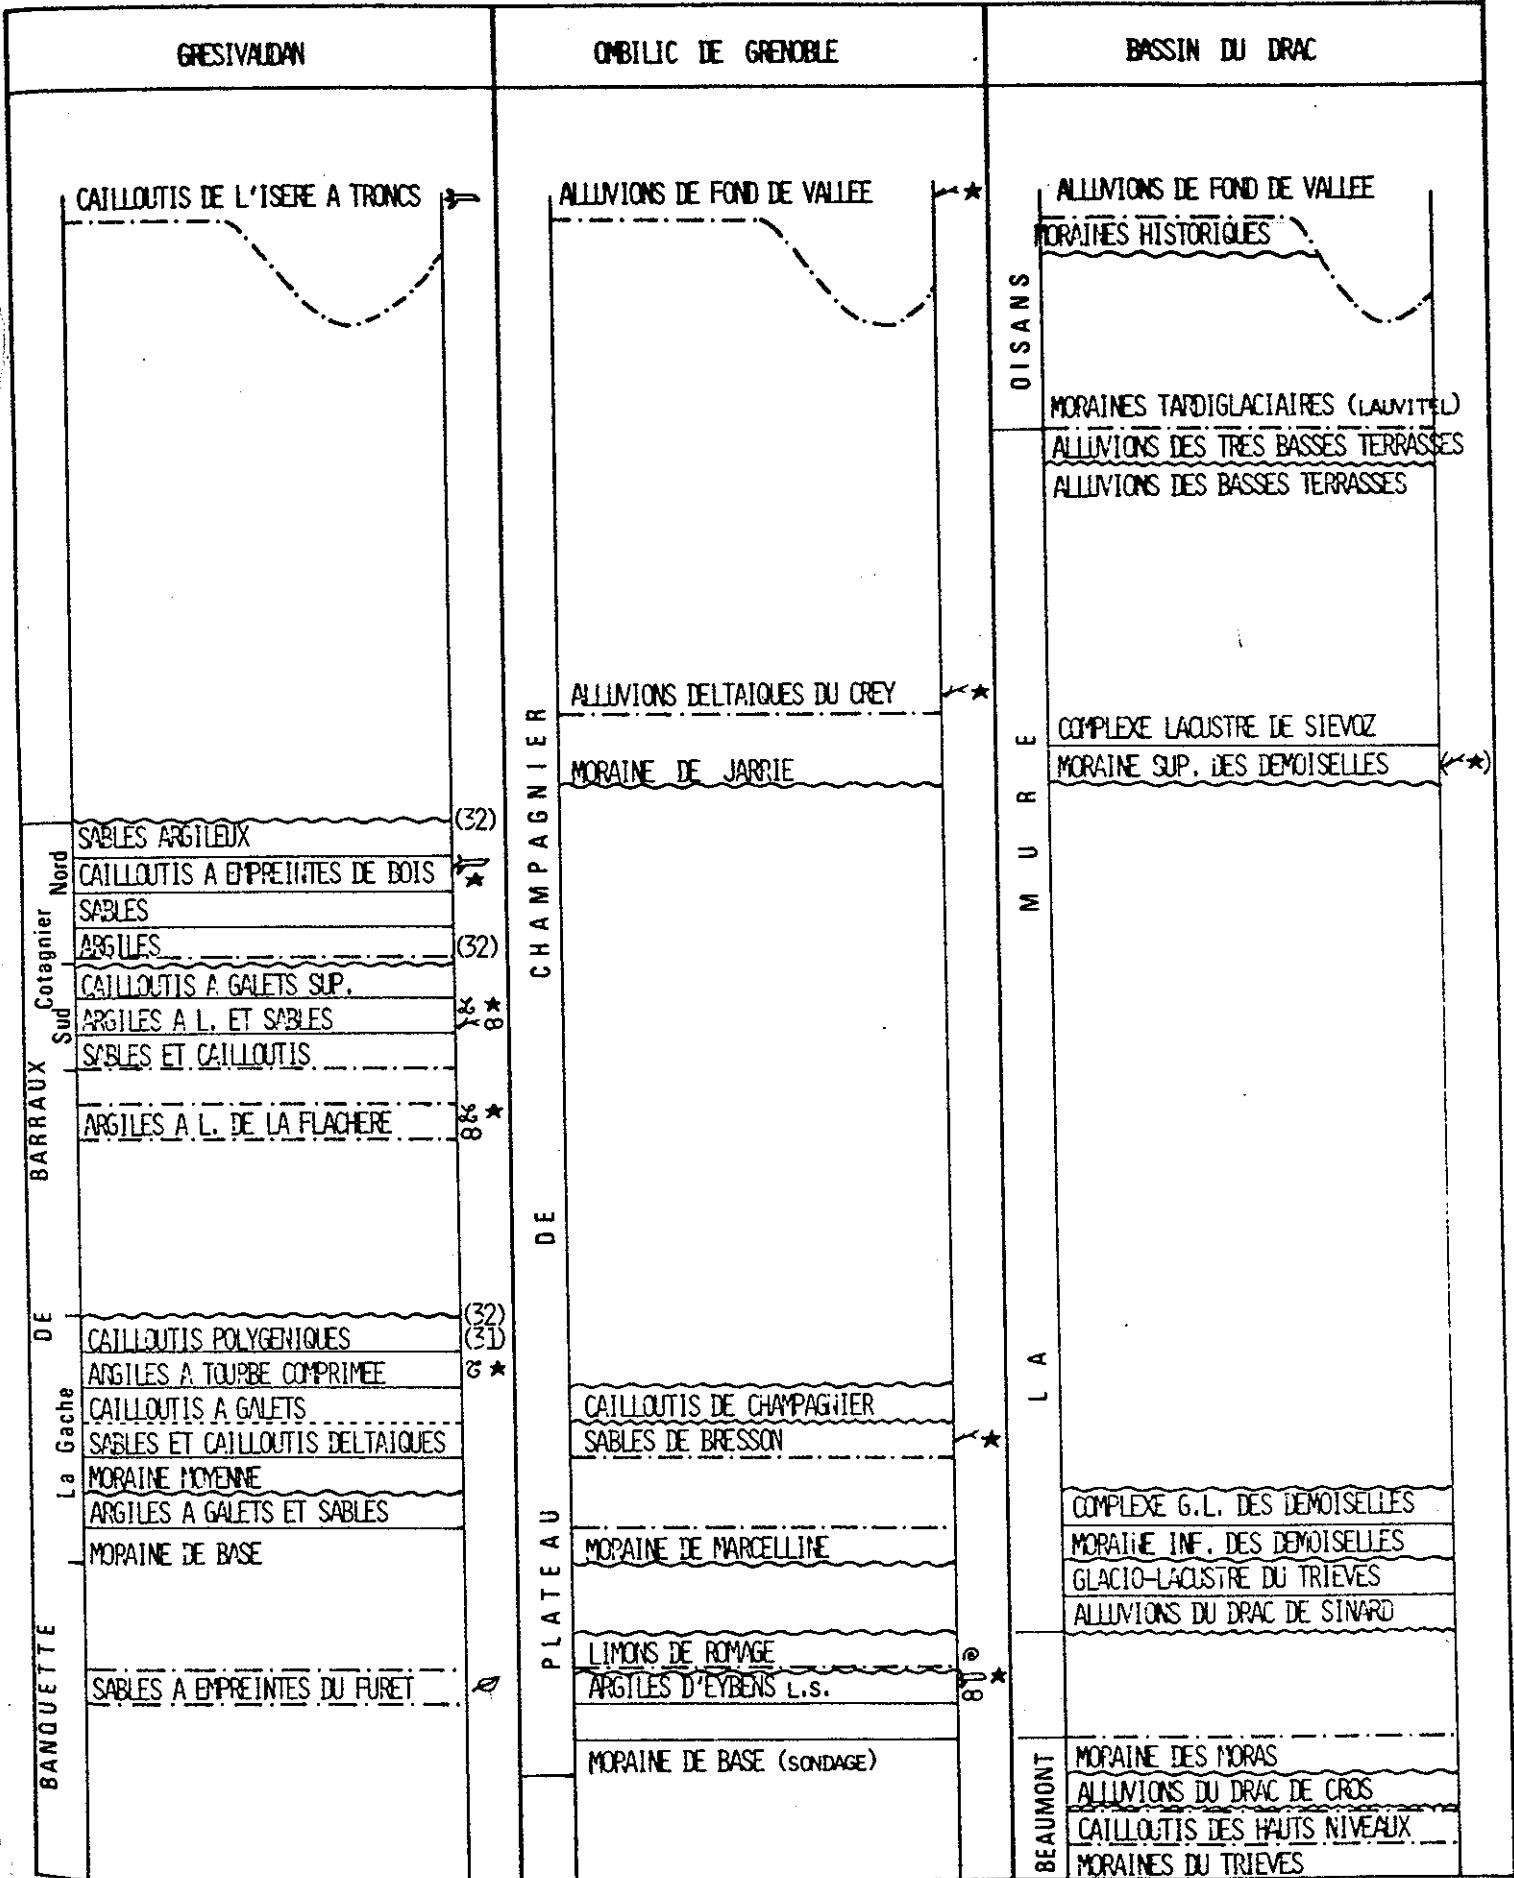 GRESIVAUDAN
OMBILIC DE GRENOBLE
BASSIN DU DRAC
CAILLOUTIS DE L'ISERE A TRONCS
SABLES ARGILEUX
(32)
CAILLOUTIS A EMPREINTES DE BOIS
SABLES
ARGILES
(32)
CAILLOUTIS A GALETS SUP.
ARGILES A L. ET SABLES
SABLES ET CAILLOUTIS
ARGILES A L. DE LA FLACHERE
(32)
CAILLOUTIS POLYGENIQUES
(31)
ARGILES A TOURBE COMPRIMEE
CAILLOUTIS A GALETS
SABLES ET CAILLOUTIS DELTAIQUES
MORAINE MOYENNE
ARGILES A GALETS ET SABLES
MORAINE DE BASE
SABLES A EMPREINTES DU FURET
BANQUETTE DE BARRAUX
La Gache
Cotagnier
Sud
Nord
ALLUVIONS DE FOND DE VALLEE
ALLUVIONS DELTAIQUES DU CREY
MORAINE DE JARRIE
CAILLOUTIS DE CHAMPAGNIER
SABLES DE BRESSON
MORAINE DE MARCELLINE
LIMONS DE ROMAGE
ARGILES D'EYBENS L.S.
MORAINE DE BASE (SONDAGE)
PLATEAU DE CHAMPAGNIER
ALLUVIONS DE FOND DE VALLEE
MORAINES HISTORIQUES
MORAINES TARDIGLACIAIRES (LAUVITEL)
ALLUVIONS DES TRES BASSES TERRASSES
ALLUVIONS DES BASSES TERRASSES
COMPLEXE LACUSTRE DE SIEVOZ
MORAINE SUP. DES DEMOISELLES
COMPLEXE G.L. DES DEMOISELLES
MORAINE INF. DES DEMOISELLES
GLACIO-LACUSTRE DU TRIEVES
ALLUVIONS DU DRAC DE SINARD
MORAINE DES MORAS
ALLUVIONS DU DRAC DE CROS
CAILLOUTIS DES HAUTS NIVEAUX
MORAINES DU TRIEVES
OISANS
LA MURE
BEAUMONT